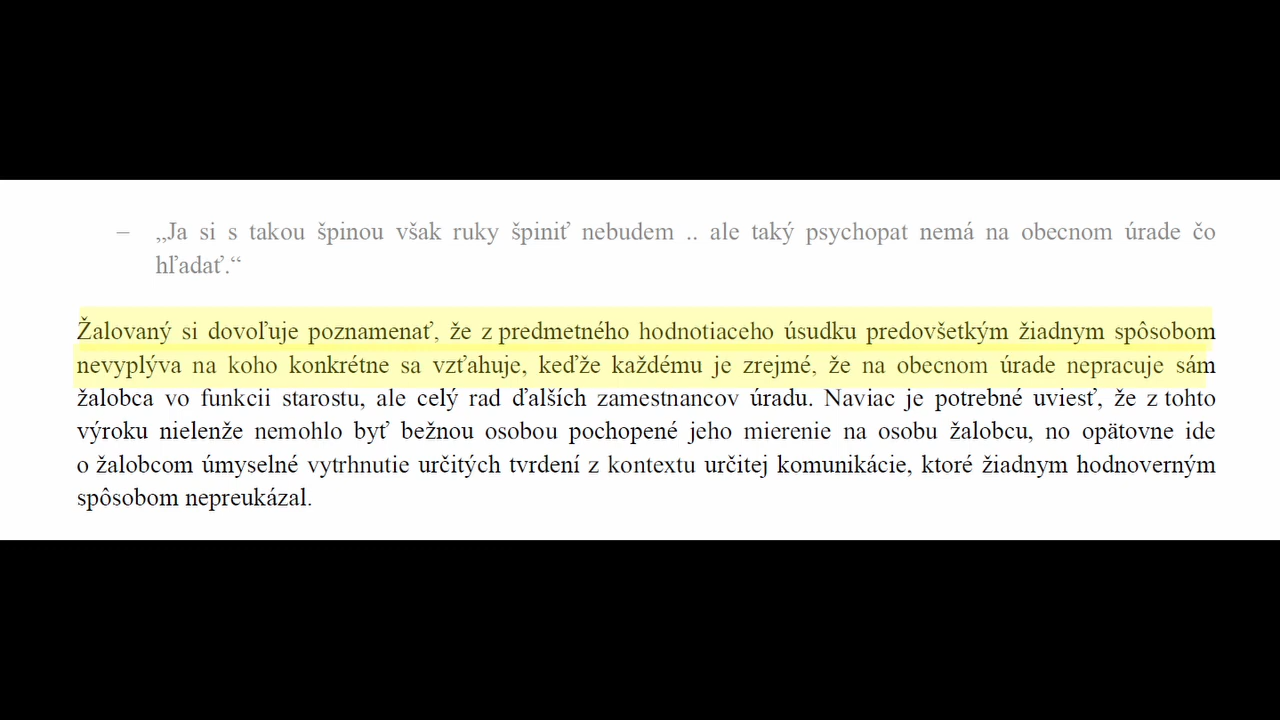 – „Ja si s takou špinou však ruky špiniť nebudem .. ale taký psychopat nemá na obecnom úrade čo
hľadať.“
Žalovaný si dovoľuje poznamenať, že z predmetného hodnotiaceho úsudku predovšetkým žiadnym spôsobom
nevyplýva na koho konkrétne sa vzťahuje, keďže každému je zrejmé, že na obecnom úrade nepracuje sám
žalobca vo funkcii starostu, ale celý rad ďalších zamestnancov úradu. Naviac je potrebné uviesť, že z tohto
výroku nielenže nemohlo byť bežnou osobou pochopené jeho mierenie na osobu žalobcu, no opätovne ide
o žalobcom úmyselné vytrhnutie určitých tvrdení z kontextu určitej komunikácie, ktoré žiadnym hodnoverným
spôsobom nepreukázal.